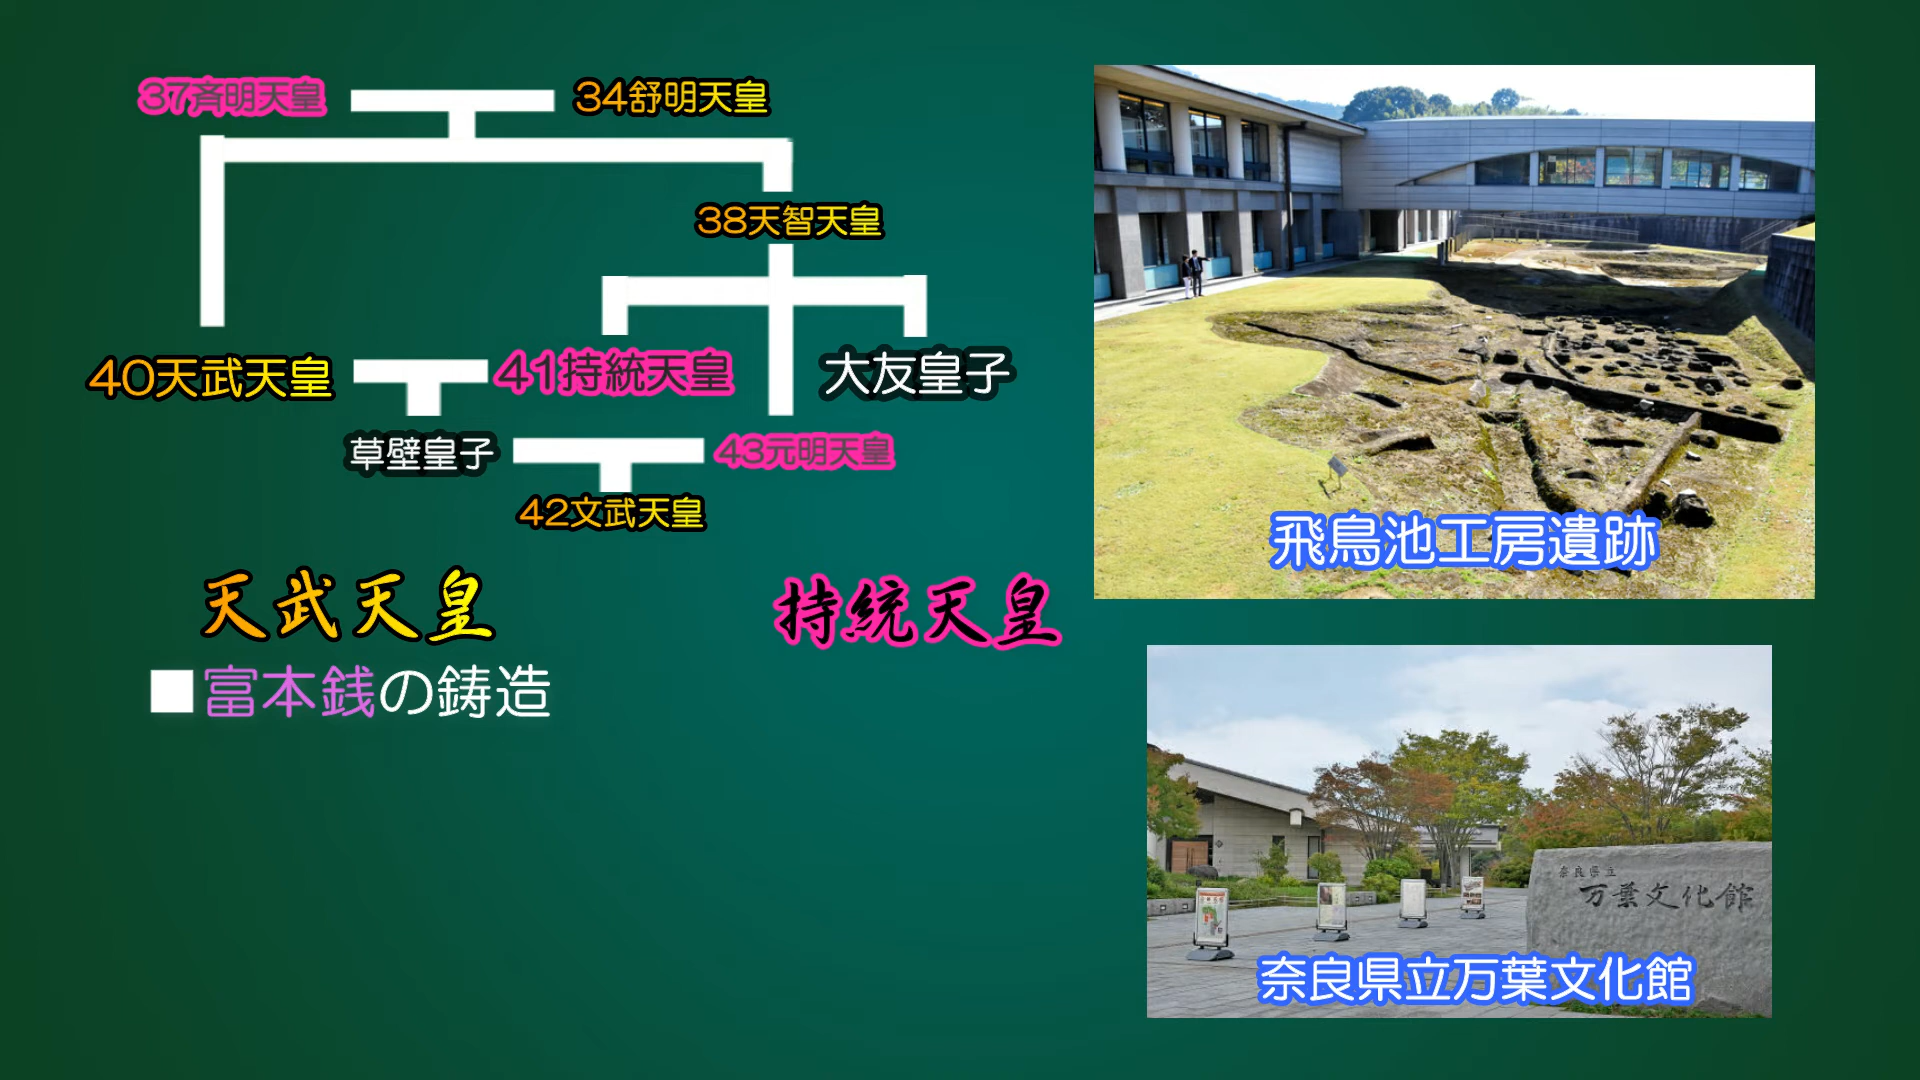 37斉明天皇
34舒明天皇
38天智天皇
40天武天皇
41持統天皇
大友皇子
草壁皇子
43元明天皇
42文武天皇
天武天皇
持統天皇
■富本銭の鋳造
飛鳥池工房遺跡
奈良県立
万葉文化館
奈良県立万葉文化館